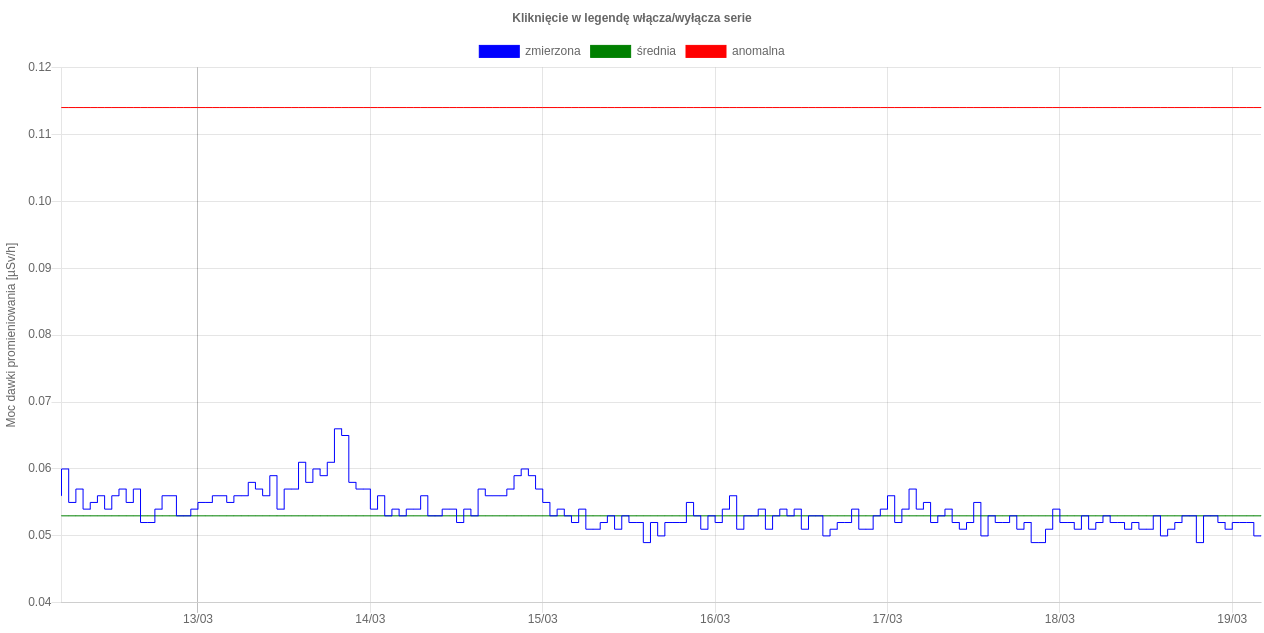 Kliknięcie w legendę włącza/wyłącza serie
zmierzona średnia anomalna
Moc dawki promieniowania [µSv/h]
0.12
0.11
0.10
0.09
0.08
0.07
0.06
0.05
0.04
13/03 14/03 15/03 16/03 17/03 18/03 19/03